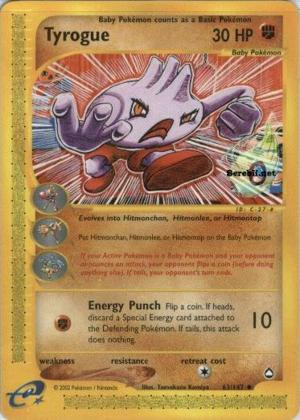 Baby Pokémon counts as a Basic Pokémon
Tyrogue
30 HP
Baby Pokémon
Serebii.net
ID: C-27-#
Evolves into Hitmonchan, Hitmonlee, or Hitmontop
Put Hitmonchan, Hitmonlee, or Hitmontop on the Baby Pokémon
If your Active Pokémon is a Baby Pokémon and your opponent
announces an attack, your opponent flips a coin (before doing
anything else). If tails, your opponent's turn ends.
Energy Punch Flip a coin. If heads,
discard a Special Energy card attached to
the Defending Pokémon. If tails, this attack
does nothing.
10
weakness
resistance
retreat cost
e
© 2002 Pokémon / Nintendo
Illus. Tomokazu Komiya
63/147